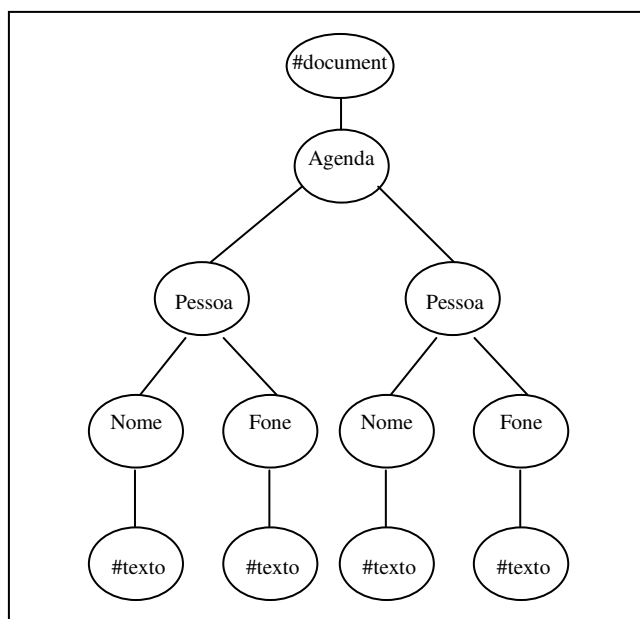 #document
Agenda
Pessoa Pessoa
Nome Fone Nome Fone
#texto #texto #texto #texto